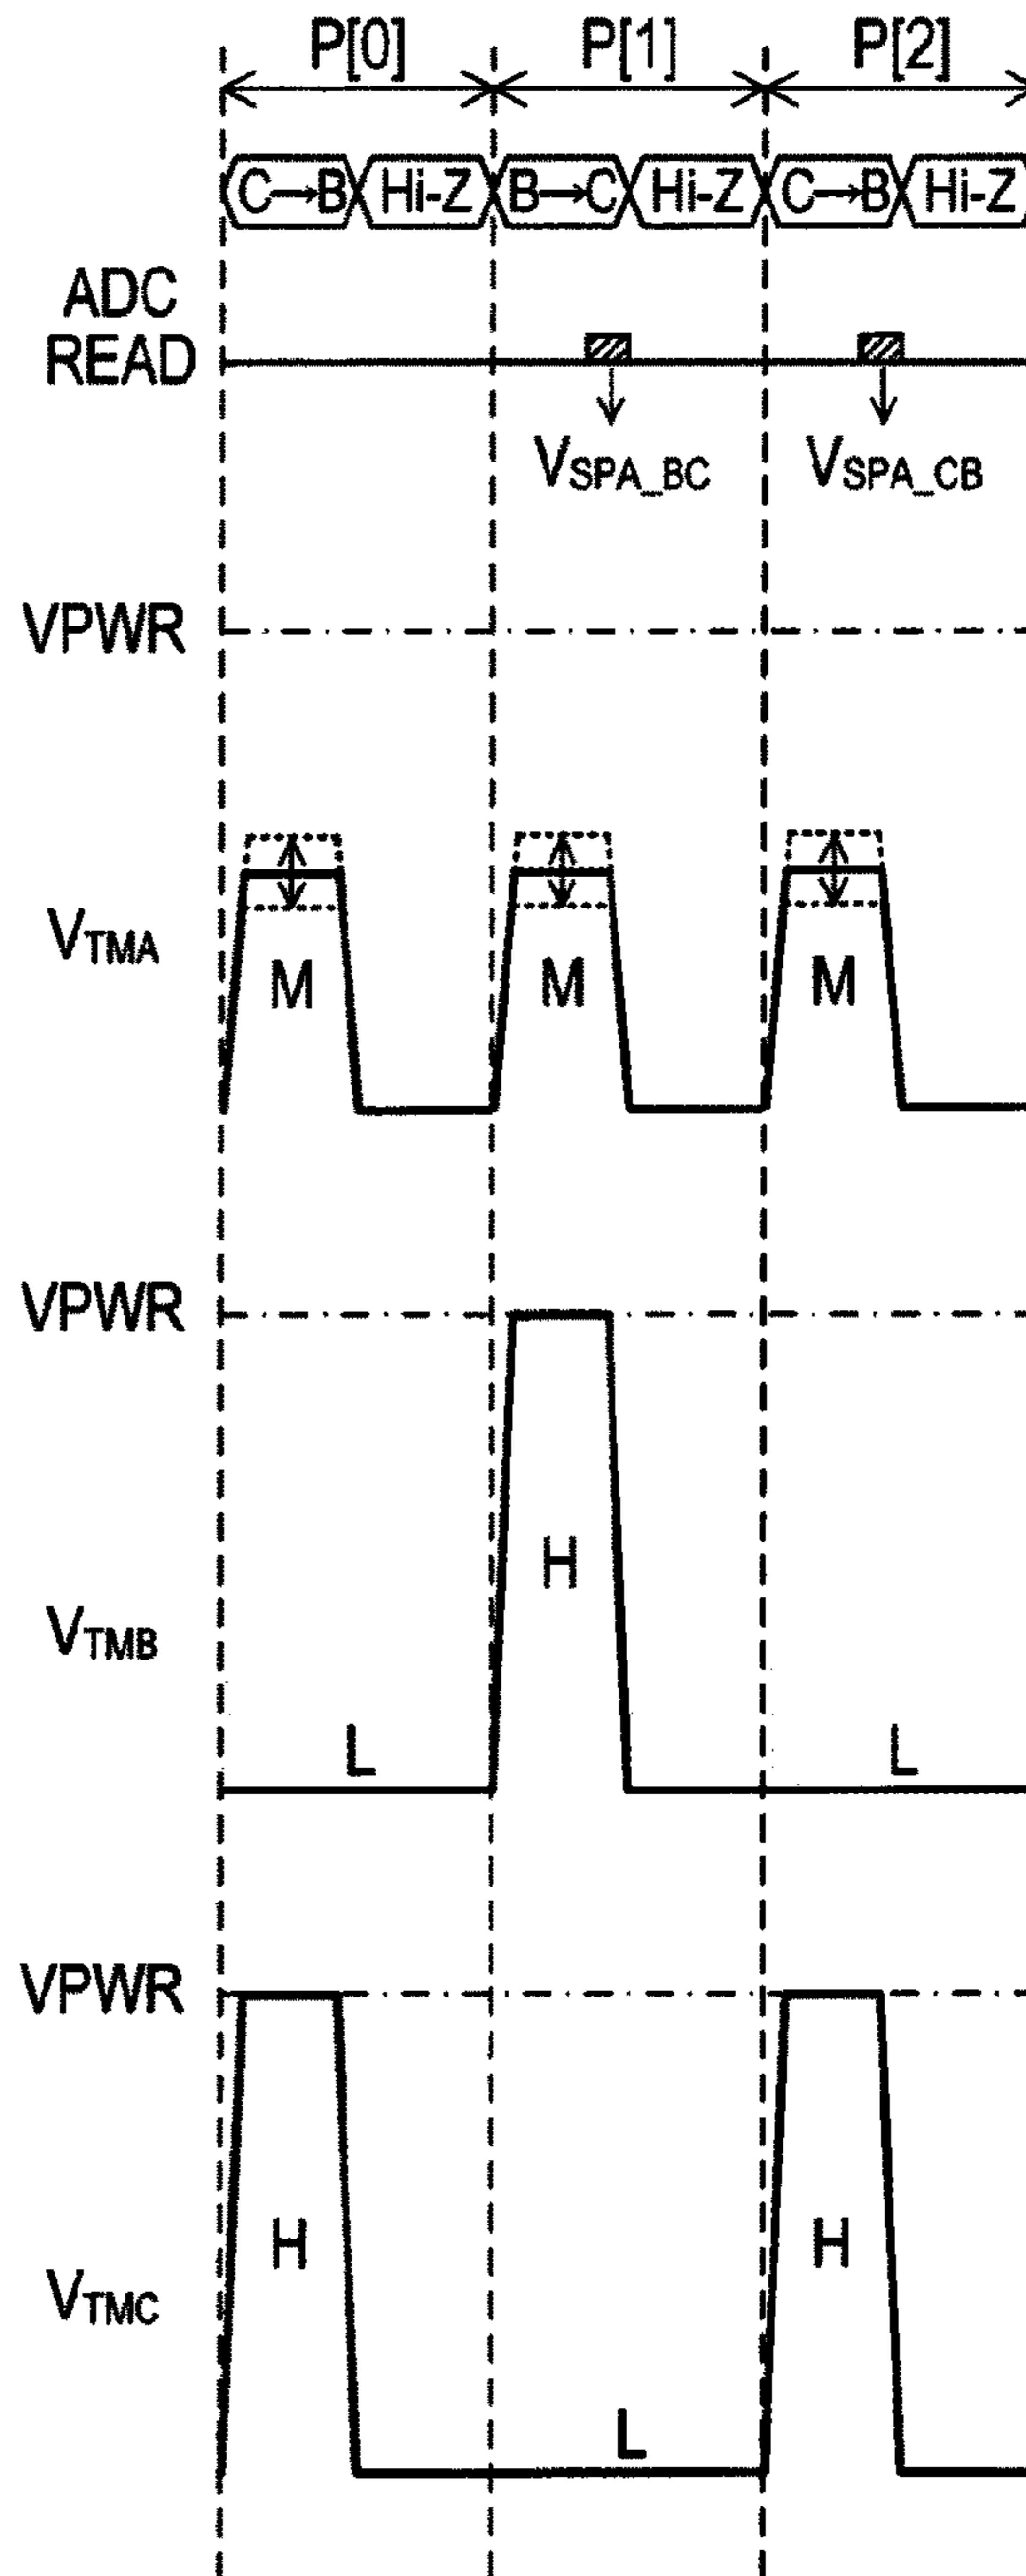 P[0] P[1] P[2]
C→B Hi-Z B→C Hi-Z C→B Hi-Z
ADC
READ
VSPA_BC VSPA_CB
VPWR
VTMA
M M M
VPWR
H
VTMB
L L
VPWR
H H
VTMC
L